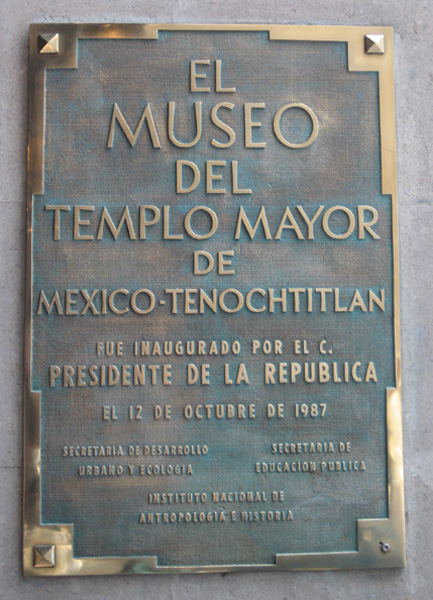 EL
MUSEO
DEL
TEMPLO MAYOR
DE
MEXICO-TENOCHTITLAN
FUE INAUGURADO POR EL C.
PRESIDENTE DE LA REPUBLICA
EL 12 DE OCTUBRE DE 1987
SECRETARIA DE DESARROLLO
URBANO Y ECOLOGIA
SECRETARIA DE
EDUCACION PUBLICA
INSTITUTO NACIONAL DE
ANTROPOLOGIA E HISTORIA